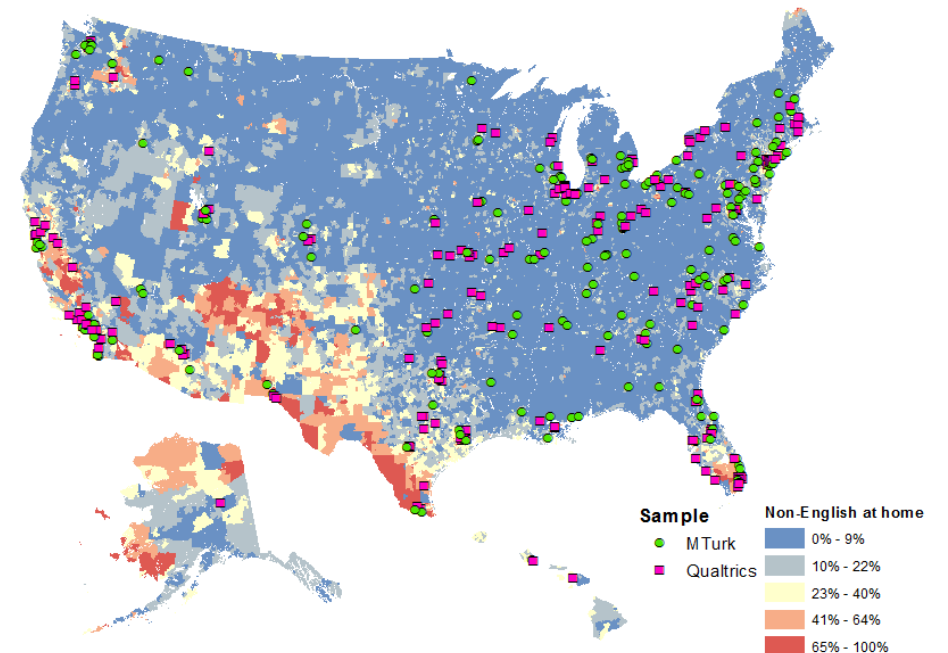 Sample
MTurk
Qualtrics
Non-English at home
0% - 9%
10% - 22%
23% - 40%
41% - 64%
65% - 100%